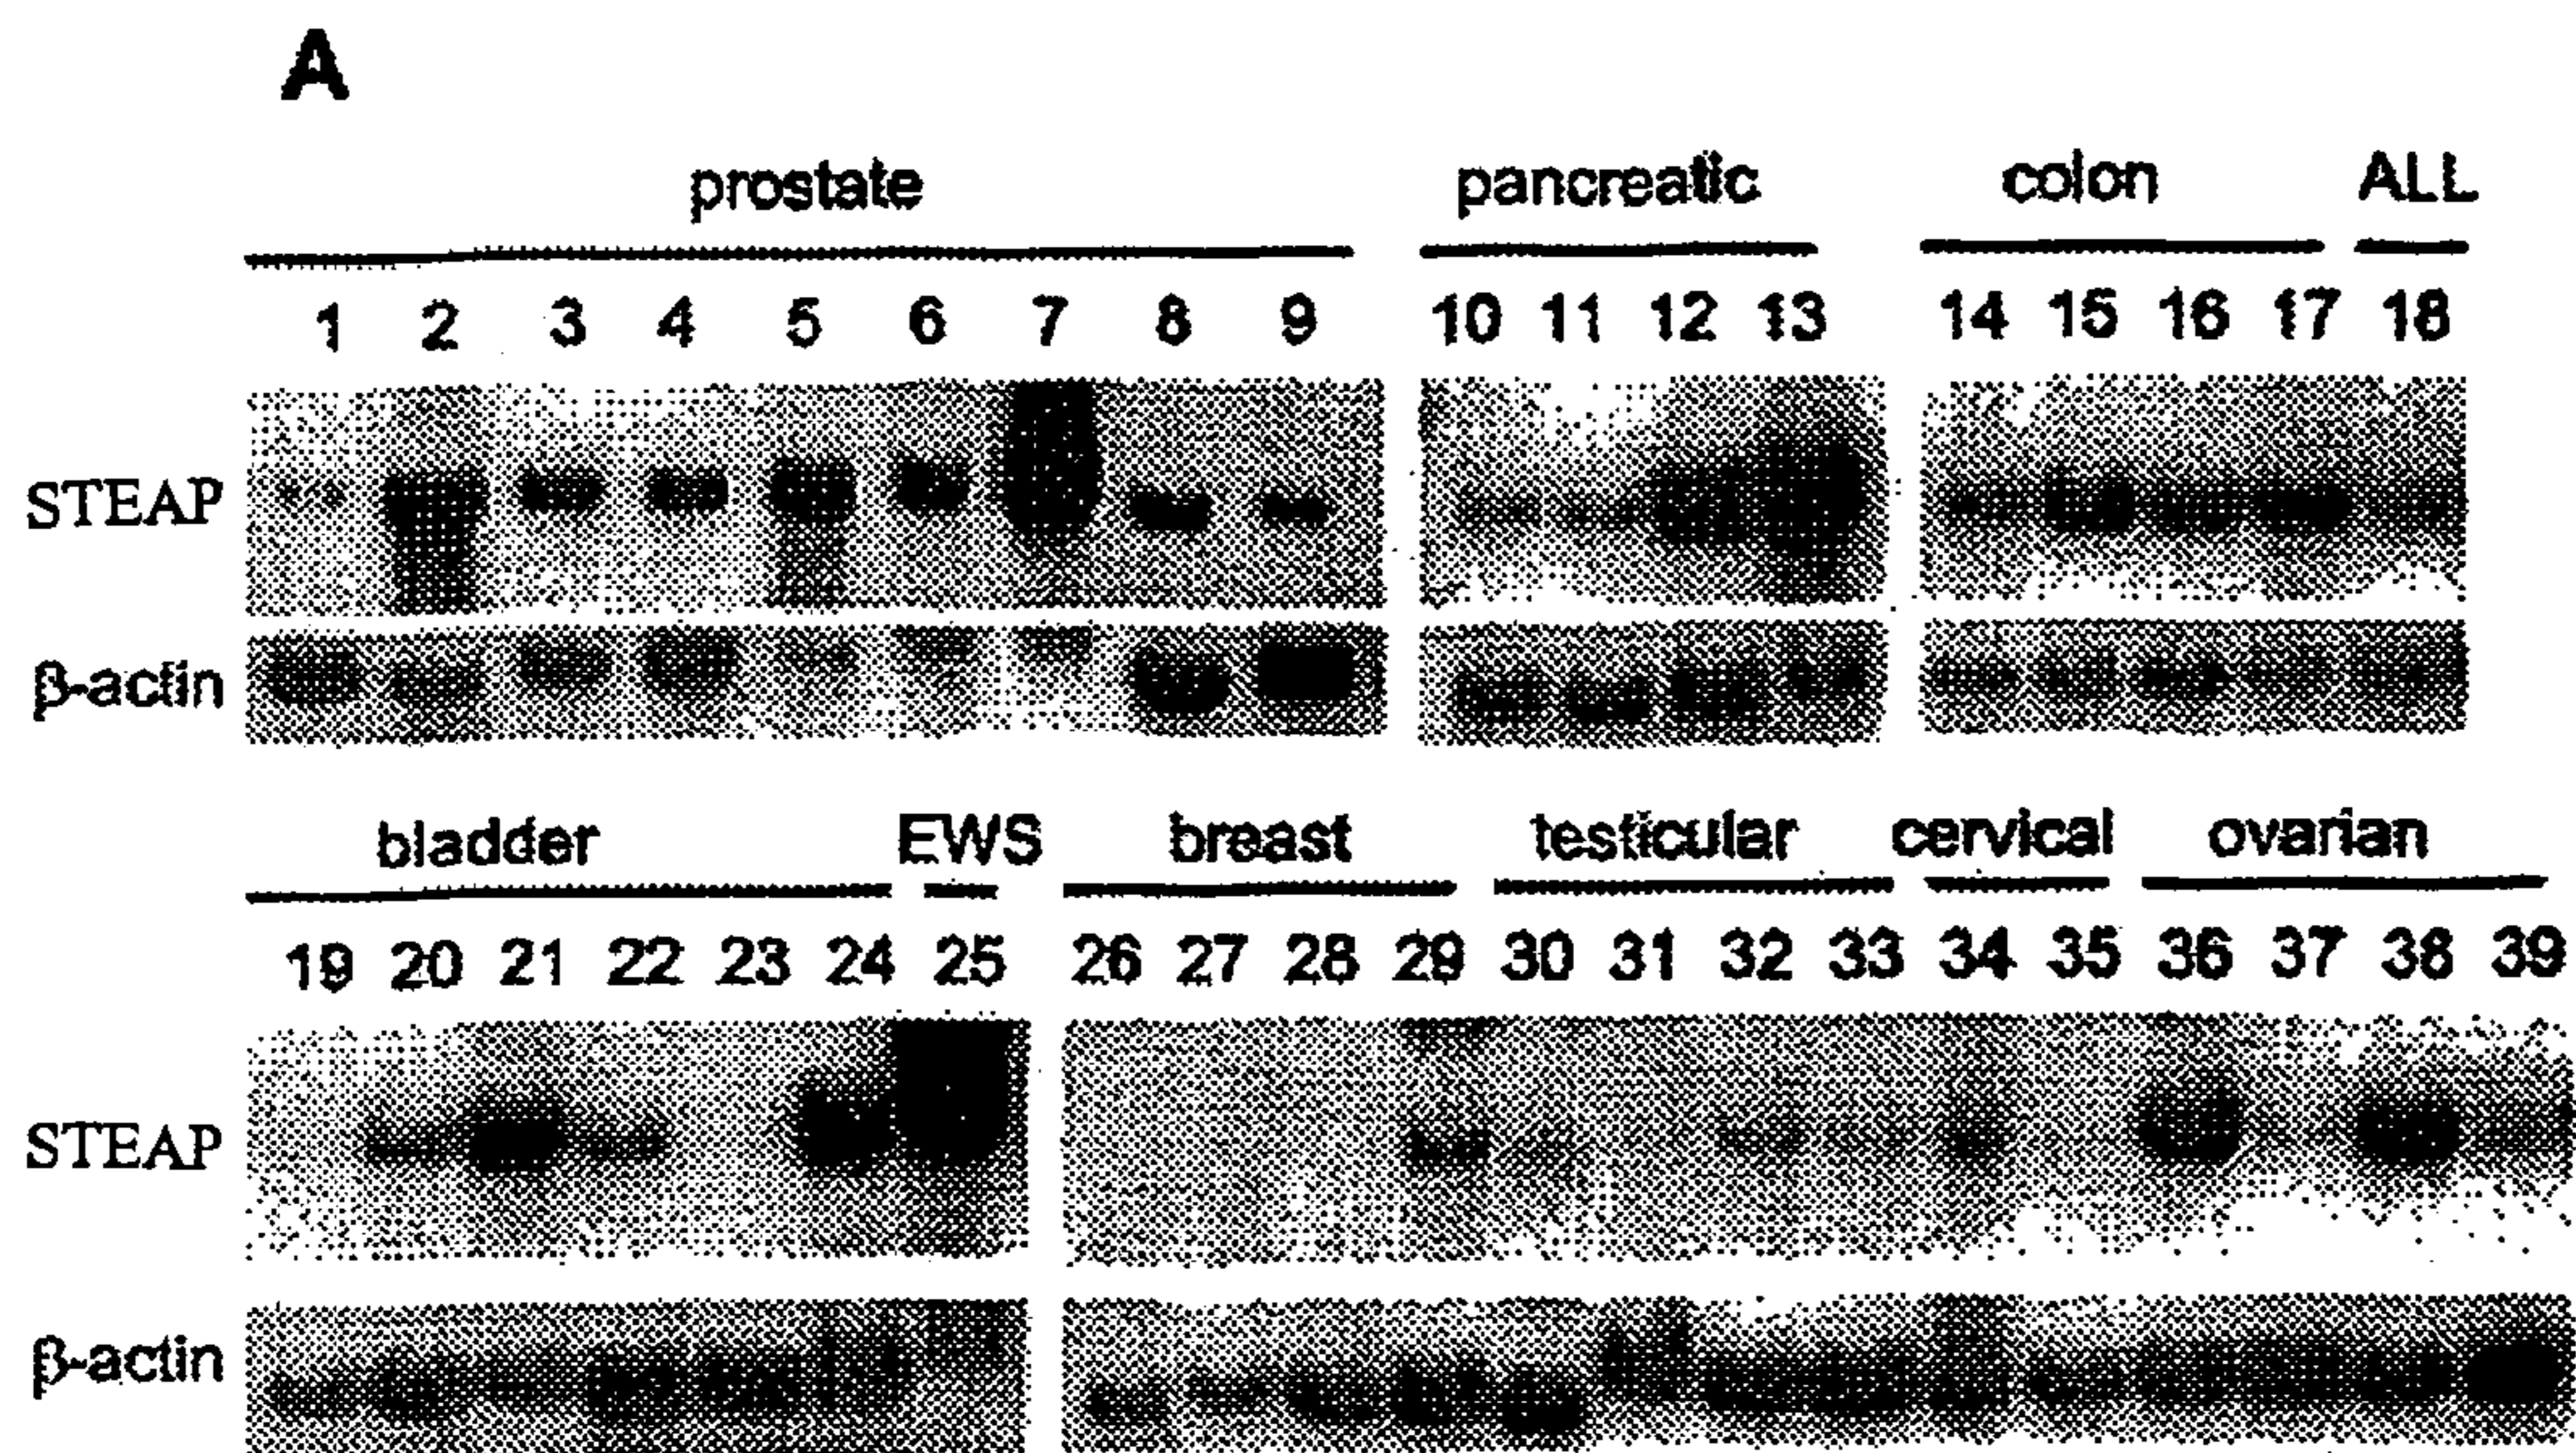 A
prostate pancreatic colon ALL
1 2 3 4 5 6 7 8 9 10 11 12 13 14 15 16 17 18
STEAP
β-actin
bladder EWS breast testicular cervical ovarian
19 20 21 22 23 24 25 26 27 28 29 30 31 32 33 34 35 36 37 38 39
STEAP
β-actin